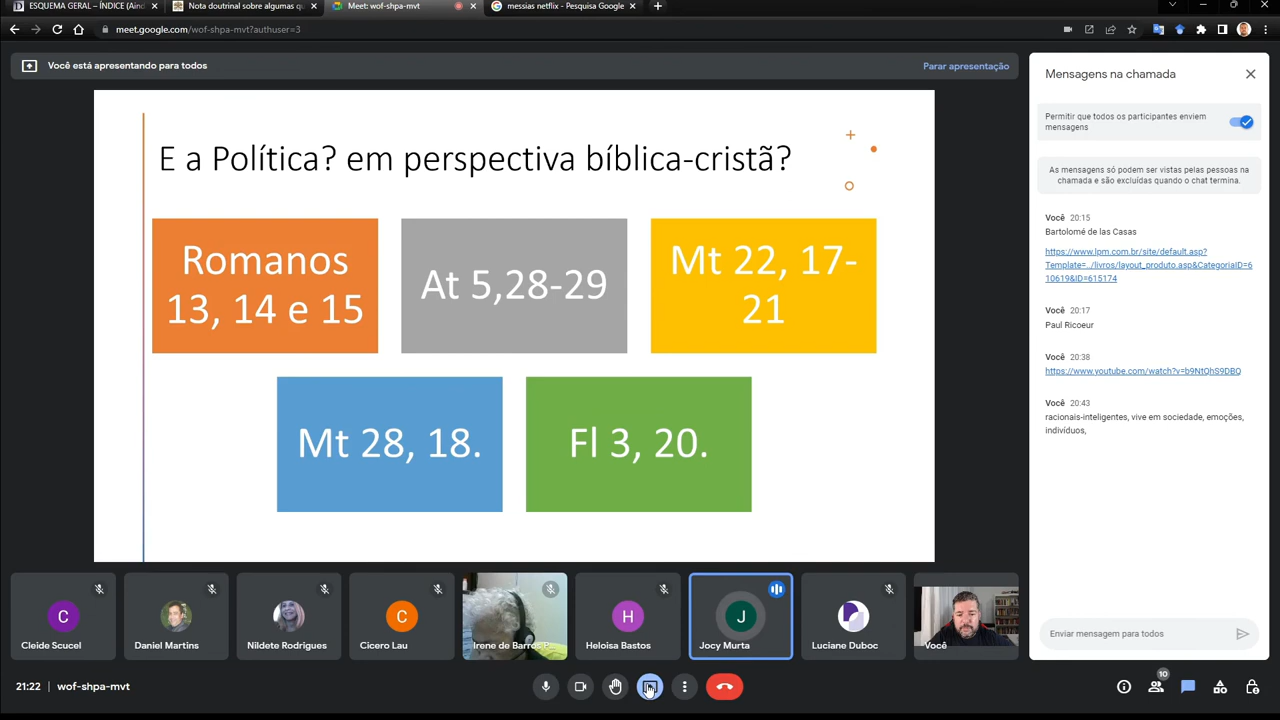 ESQUEMA GERAL – ÍNDICE (Ain
Nota doutrinal sobre algumas qu
Meet: wof-shpa-mvt
messias netflix - Pesquisa Google
meet.google.com/wof-shpa-mvt?authuser=3
Você está apresentando para todos
Parar apresentação
E a Política? em perspectiva bíblica-cristã?
Romanos
13, 14 e 15
At 5,28-29
Mt 22, 17-
21
Mt 28, 18.
Fl 3, 20.
Mensagens na chamada
Permitir que todos os participantes enviem
mensagens
As mensagens só podem ser vistas pelas pessoas na
chamada e são excluídas quando o chat termina.
Você 20:15
Bartolomé de las Casas
https://www.lpm.com.br/site/default.asp?
Template=../livros/layout_produto.asp&CategoriaID=6
10619&ID=615174
Você 20:17
Paul Ricoeur
Você 20:38
https://www.youtube.com/watch?v=b9NtQhS9DBQ
Você 20:43
racionais-inteligentes, vive em sociedade, emoções,
indivíduos,
Enviar mensagem para todos
C
Cleide Scucel
Daniel Martins
Nildete Rodrigues
C
Cicero Lau
Irene de Barros P
H
Heloisa Bastos
J
Jocy Murta
Luciane Duboc
Você
21:22 | wof-shpa-mvt
10